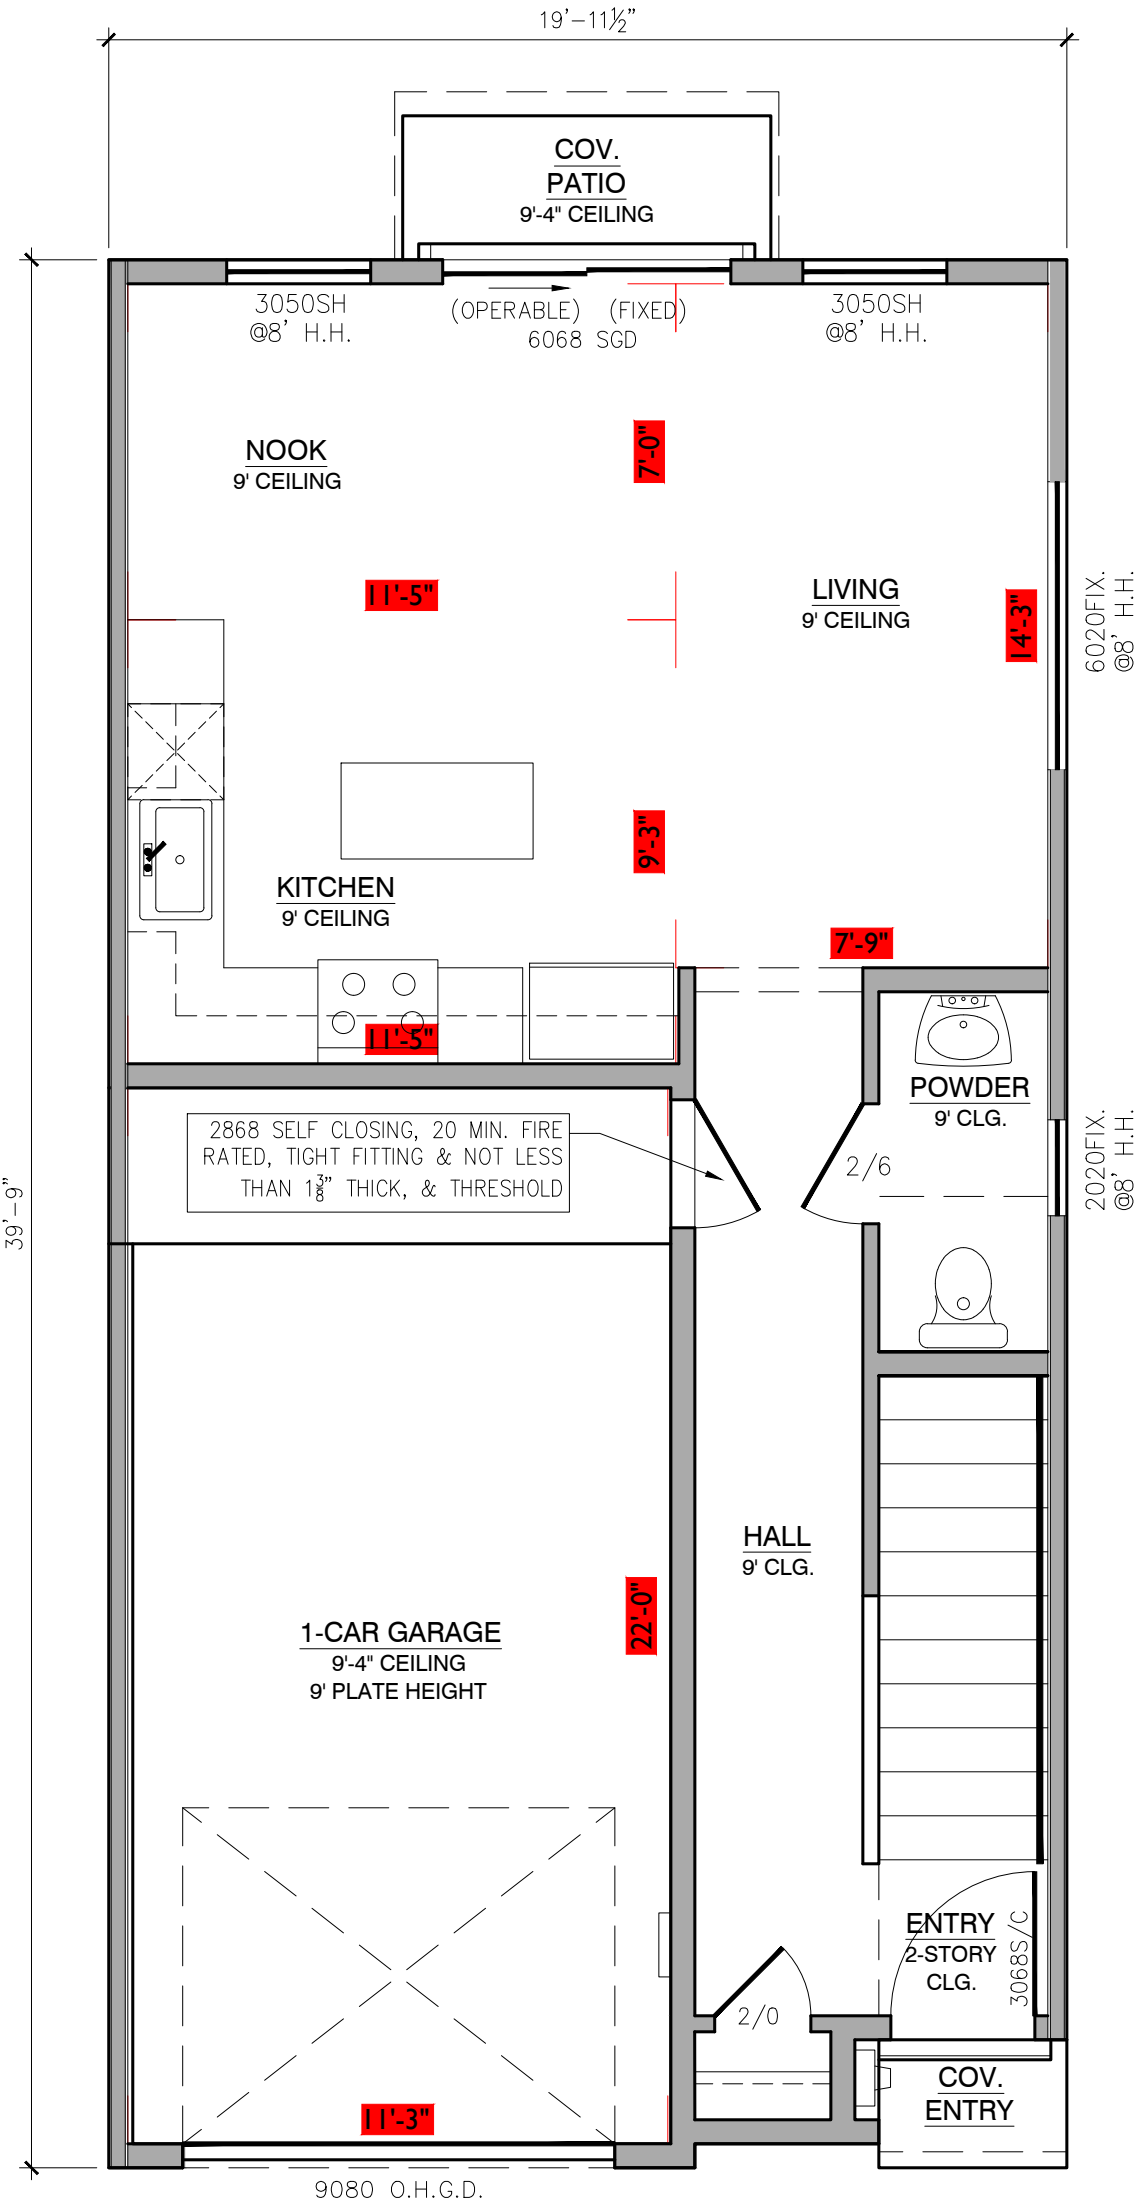 19'-11½"
COV.
PATIO
9'-4" CEILING
3050SH
@8' H.H.
(OPERABLE) (FIXED)
6068 SGD
3050SH
@8' H.H.
NOOK
9' CEILING
7'-0"
11'-5"
LIVING
9' CEILING
14'-3"
6020FIX.
@8' H.H.
9'-3"
KITCHEN
9' CEILING
7'-9"
11'-5"
POWDER
9' CLG.
2868 SELF CLOSING, 20 MIN. FIRE
RATED, TIGHT FITTING & NOT LESS
THAN 1⅜" THICK, & THRESHOLD
2/6
2020FIX.
@8' H.H.
39'-9"
HALL
9' CLG.
22'-0"
1-CAR GARAGE
9'-4" CEILING
9' PLATE HEIGHT
ENTRY
2-STORY
CLG.
3068S/C
2/0
COV.
ENTRY
11'-3"
9080 O.H.G.D.